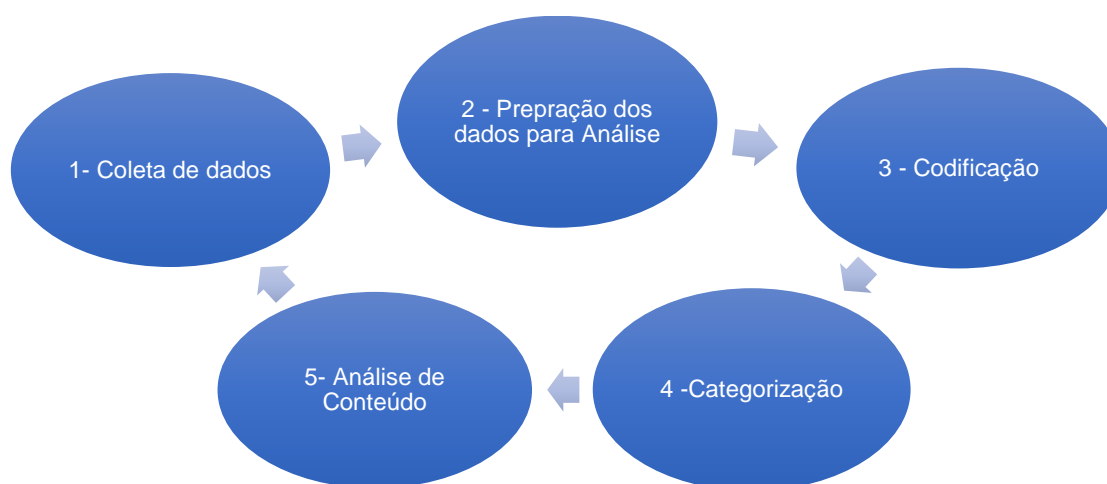 1- Coleta de dados
2 - Prepração dos
dados para Análise
3 - Codificação
4 -Categorização
5- Análise de
Conteúdo